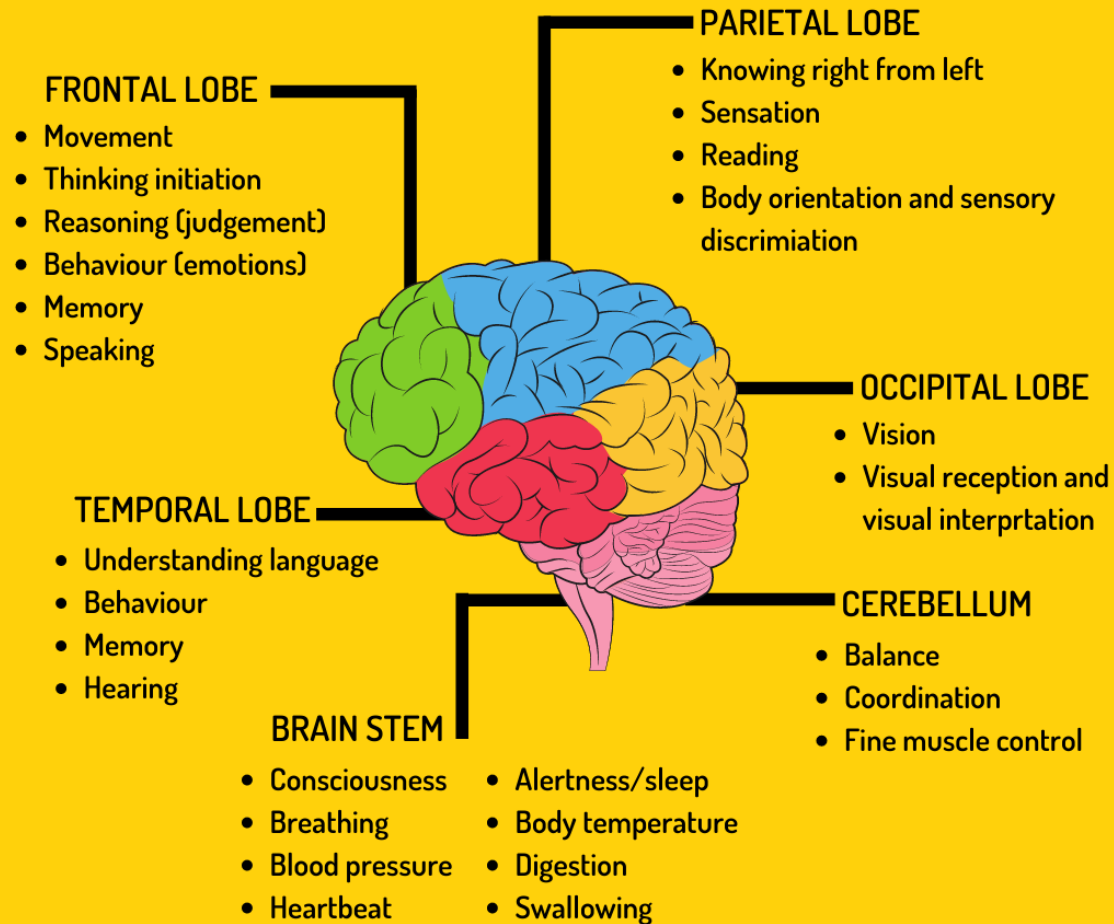 FRONTAL LOBE
• Movement
• Thinking initiation
• Reasoning (judgement)
• Behaviour (emotions)
• Memory
• Speaking
PARIETAL LOBE
• Knowing right from left
• Sensation
• Reading
• Body orientation and sensory
discrimiation
OCCIPITAL LOBE
• Vision
• Visual reception and
visual interprtation
TEMPORAL LOBE
• Understanding language
• Behaviour
• Memory
• Hearing
CEREBELLUM
• Balance
• Coordination
• Fine muscle control
BRAIN STEM
• Consciousness
• Breathing
• Blood pressure
• Heartbeat
• Alertness/sleep
• Body temperature
• Digestion
• Swallowing